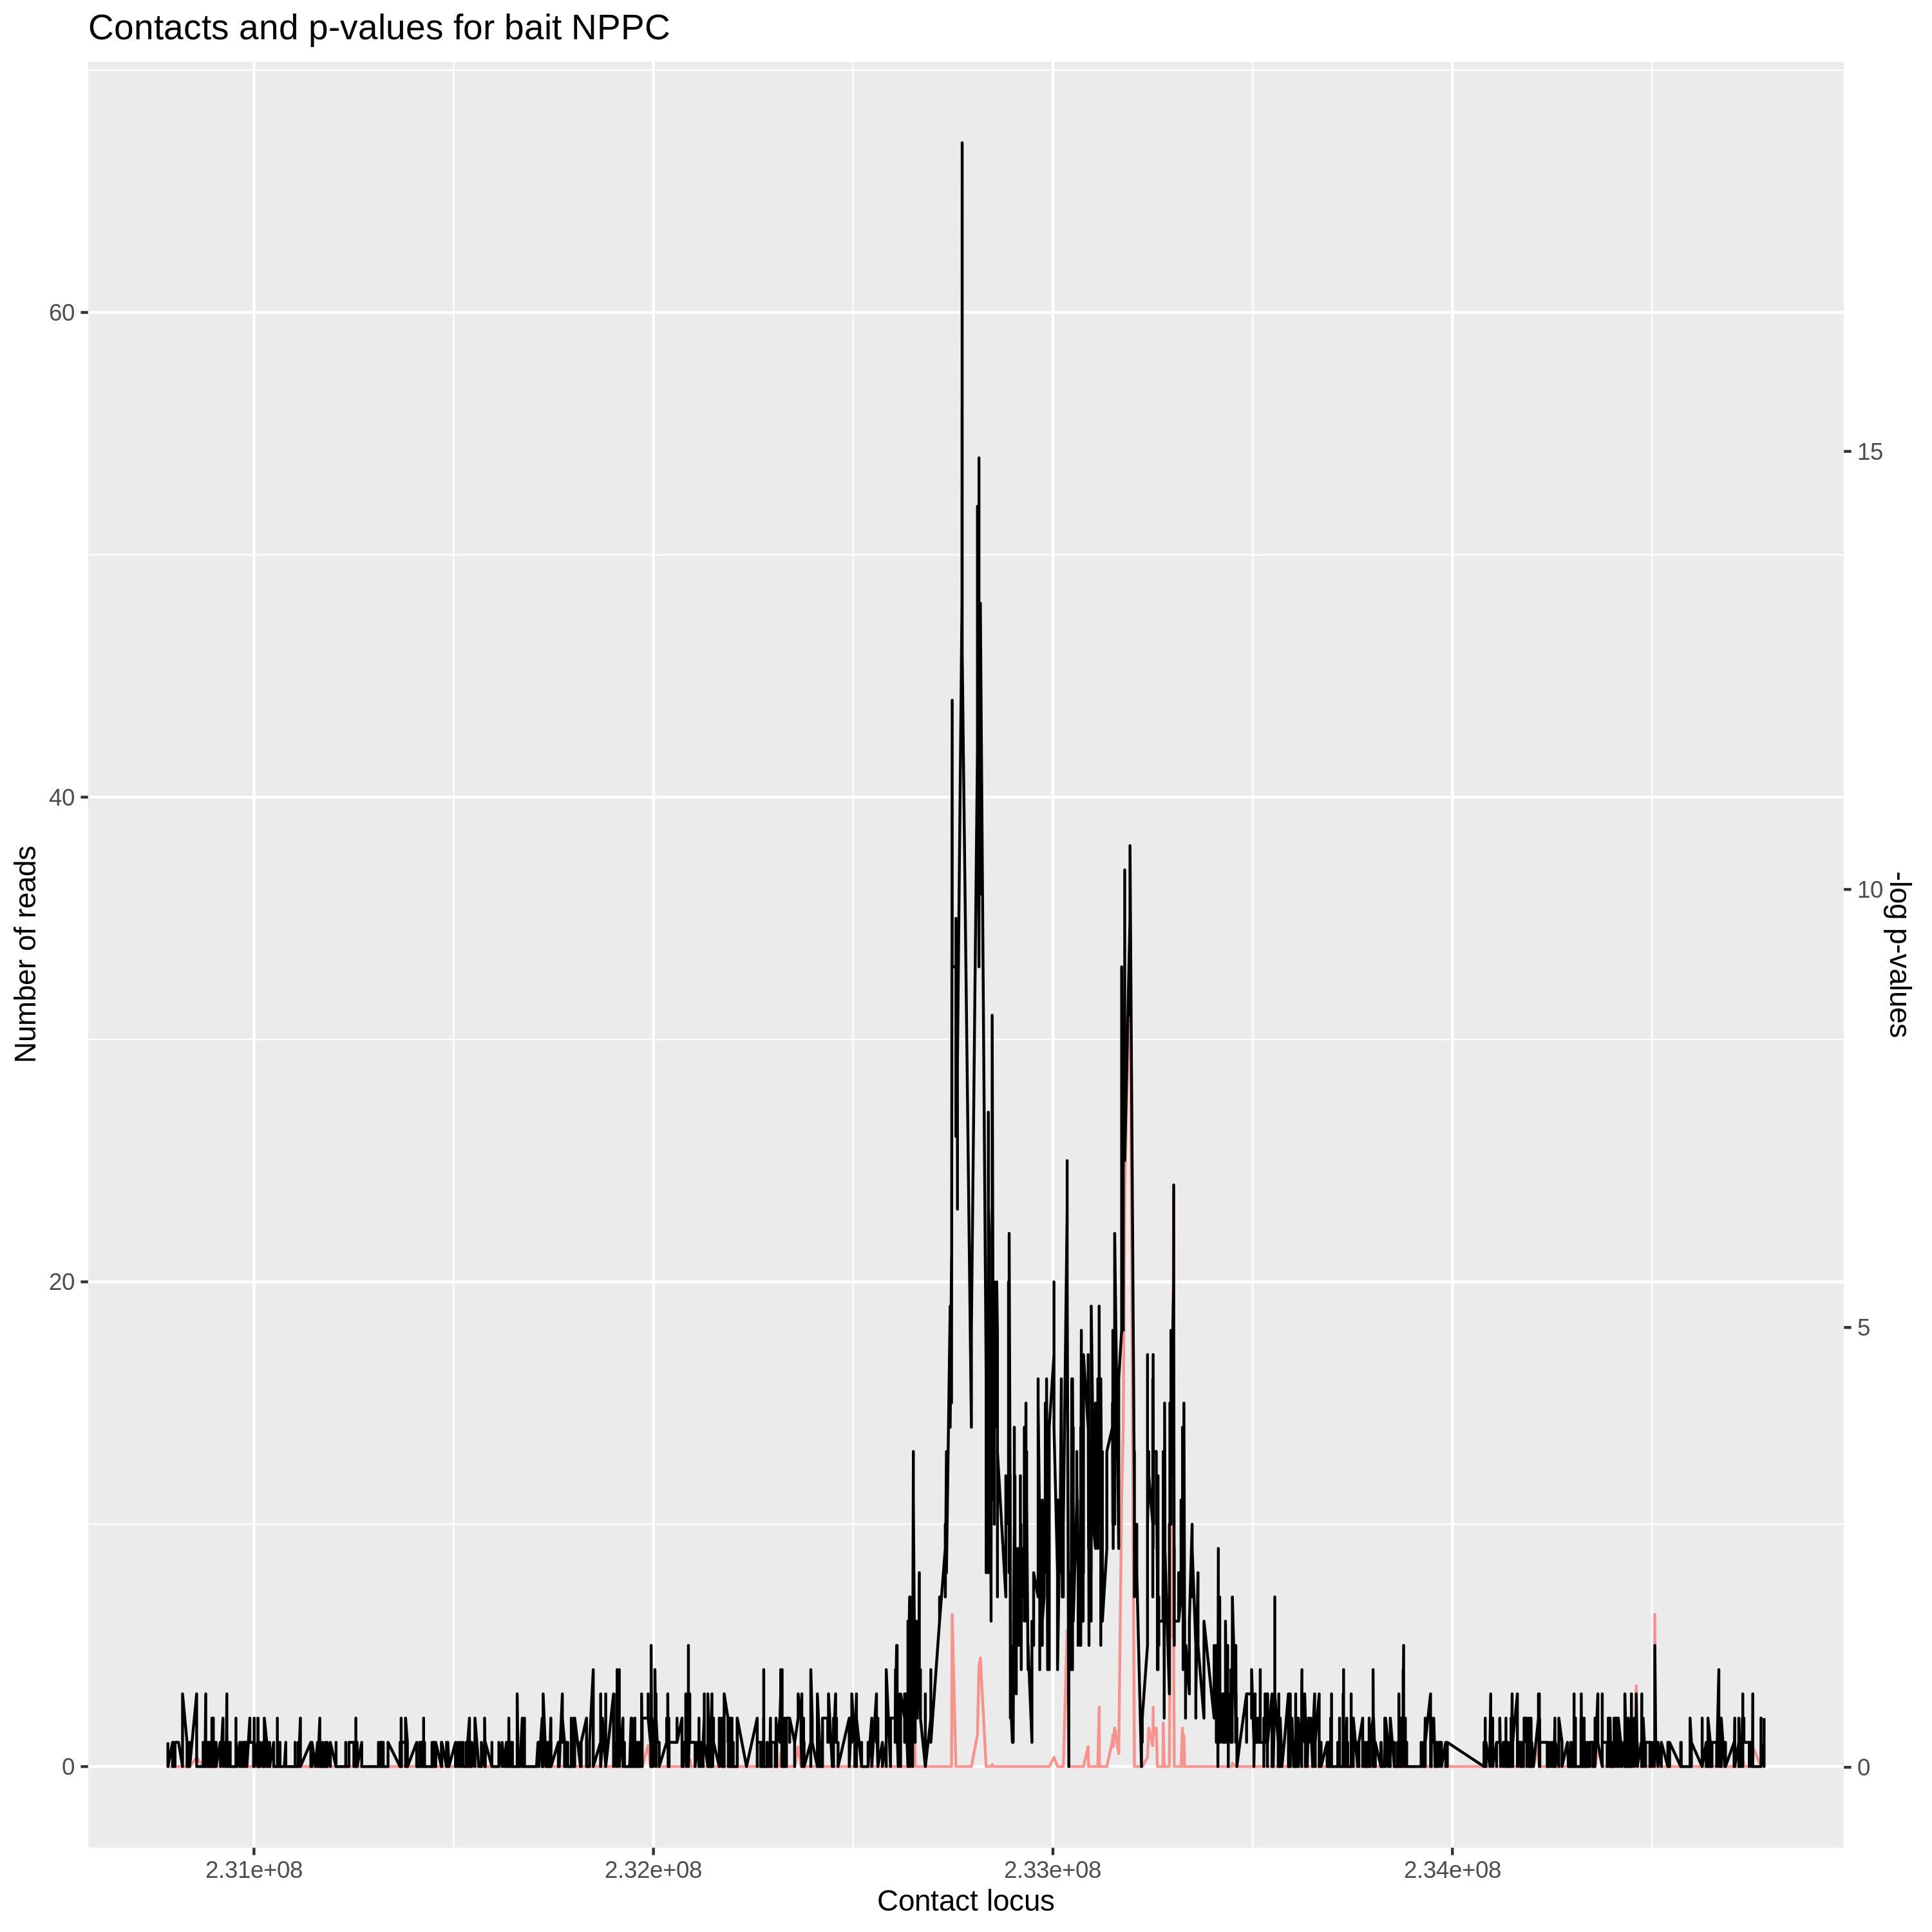 Contacts and p-values for bait NPPC
60
40
20
0
15
10
5
0
Number of reads
-log p-values
2.31e+08 2.32e+08 2.33e+08 2.34e+08
Contact locus